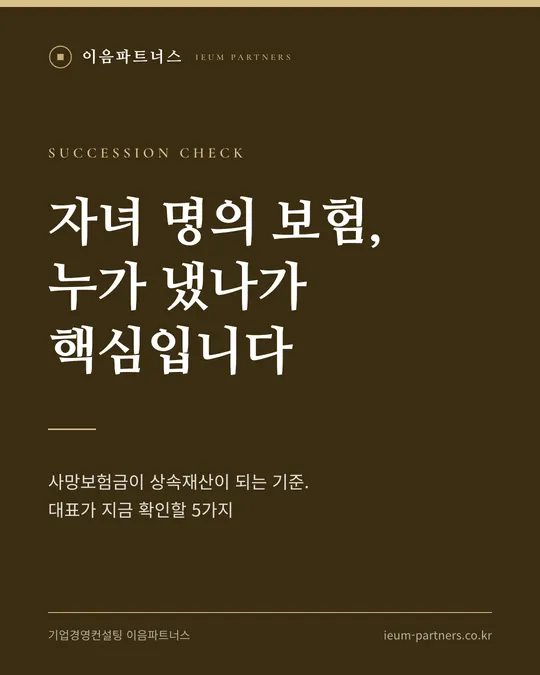 이음파트너스 IEUM PARTNERS
SUCCESSION CHECK
자녀 명의 보험,
누가 냈나가
핵심입니다
사망보험금이 상속재산이 되는 기준.
대표가 지금 확인할 5가지
기업경영컨설팅 이음파트너스
ieum-partners.co.kr